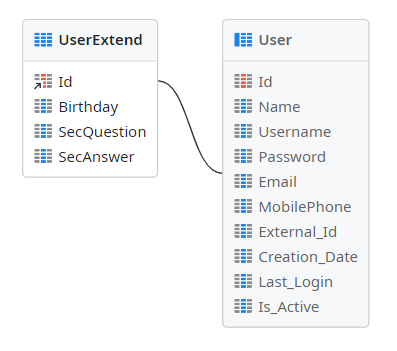 UserExtend
Id
Birthday
SecQuestion
SecAnswer
User
Id
Name
Username
Password
Email
MobilePhone
External_Id
Creation_Date
Last_Login
Is_Active